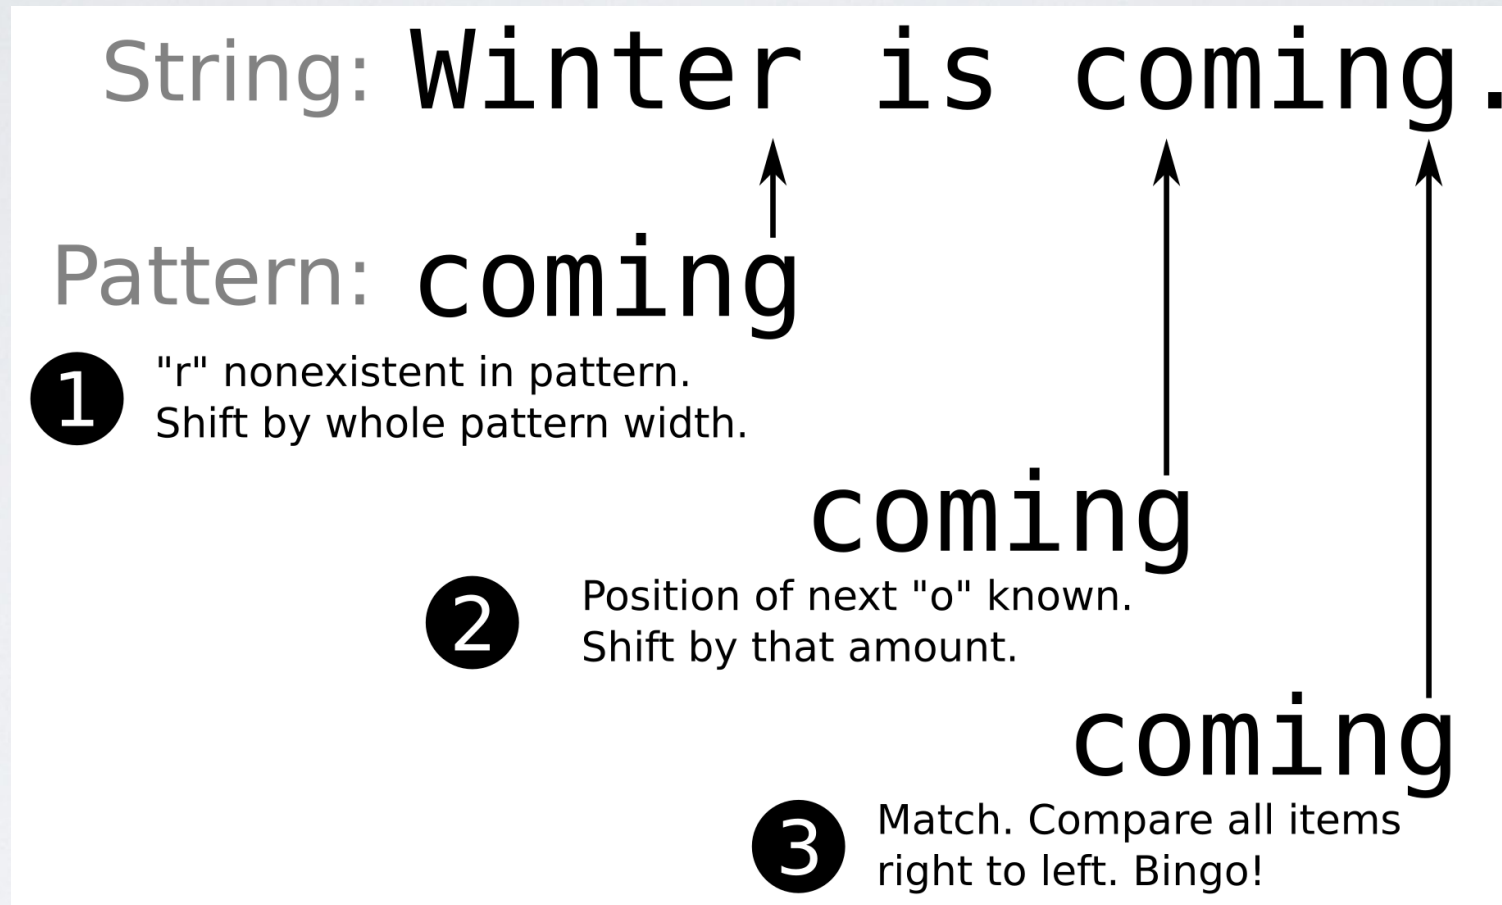 String: Winter is coming.
Pattern: coming
1 "r" nonexistent in pattern.
Shift by whole pattern width.
coming
2 Position of next "o" known.
Shift by that amount.
coming
3 Match. Compare all items
right to left. Bingo!